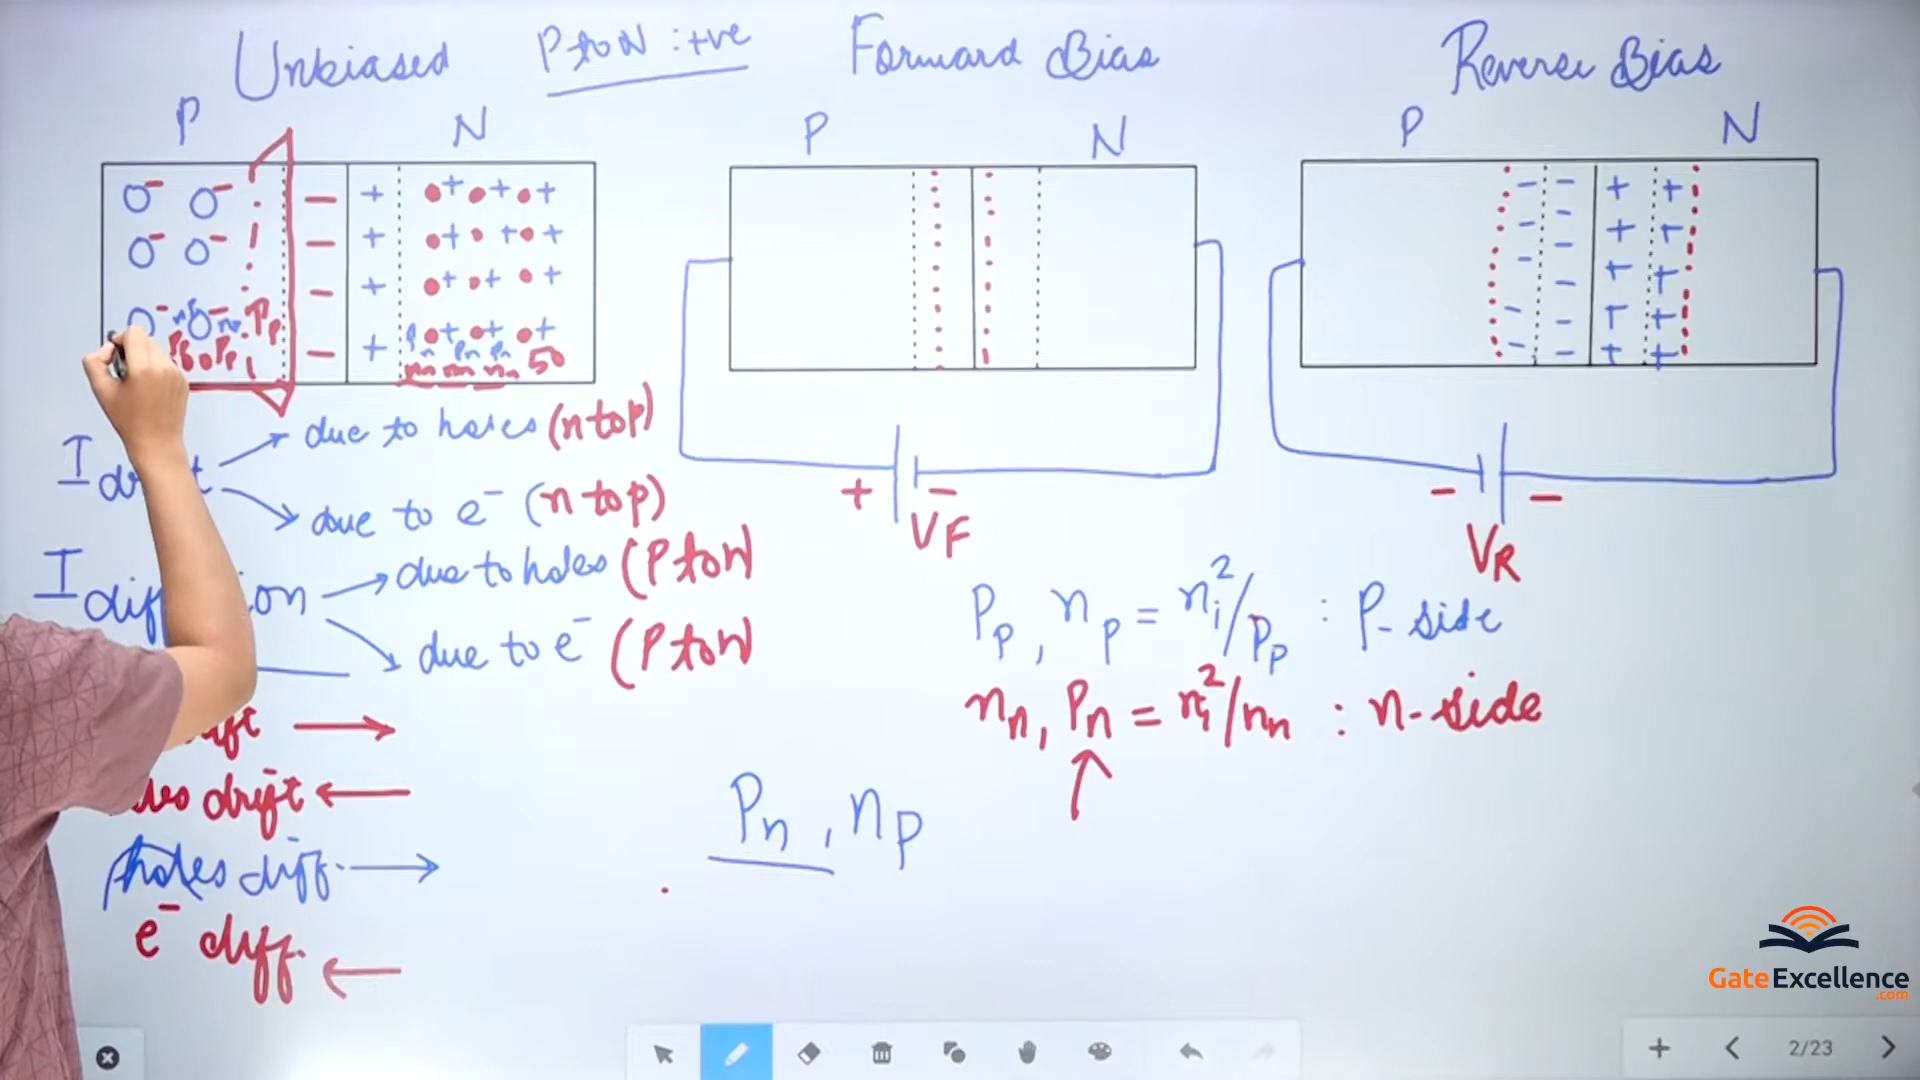 Unbiased
P to N : +ve
Forward Bias
Reverse Bias
P
N
P
N
P
N
50
due to holes (n to p)
due to e⁻ (n to p)
due to holes (P to N)
due to e⁻ (P to N)
+
−
VF
−
−
VR
Pp, np = ni²/Pp : P-side
nn, Pn = ni²/nn : n-side
Pn, np
drift
holes diff.
e⁻ diff.
GateExcellence
.com
2/23